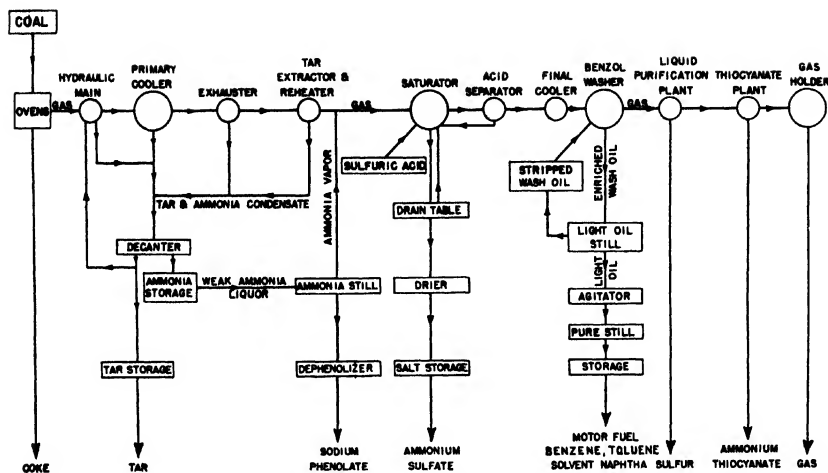 COAL
OVENS
GAS
HYDRAULIC
MAIN
PRIMARY
COOLER
EXHAUSTER
TAR
EXTRACTOR &
REHEATER
GAS
SATURATOR
ACID
SEPARATOR
FINAL
COOLER
BENZOL
WASHER
GAS
LIQUID
PURIFICATION
PLANT
THIOCYANATE
PLANT
GAS
HOLDER
SULFURIC ACID
STRIPPED
WASH OIL
ENRICHED
WASH OIL
AMMONIA VAPOR
TAR & AMMONIA CONDENSATE
DRAIN TABLE
DECANTER
LIGHT OIL
STILL
AMMONIA
STORAGE
WEAK AMMONIA
LIQUOR
AMMONIA STILL
DRIER
LIGHT
OIL
AGITATOR
PURE STILL
TAR STORAGE
DEPHENOLIZER
SALT STORAGE
STORAGE
COKE
TAR
SODIUM
PHENOLATE
AMMONIUM
SULFATE
MOTOR FUEL
BENZENE, TOLUENE
SOLVENT NAPHTHA
SULFUR
AMMONIUM
THIOCYANATE
GAS